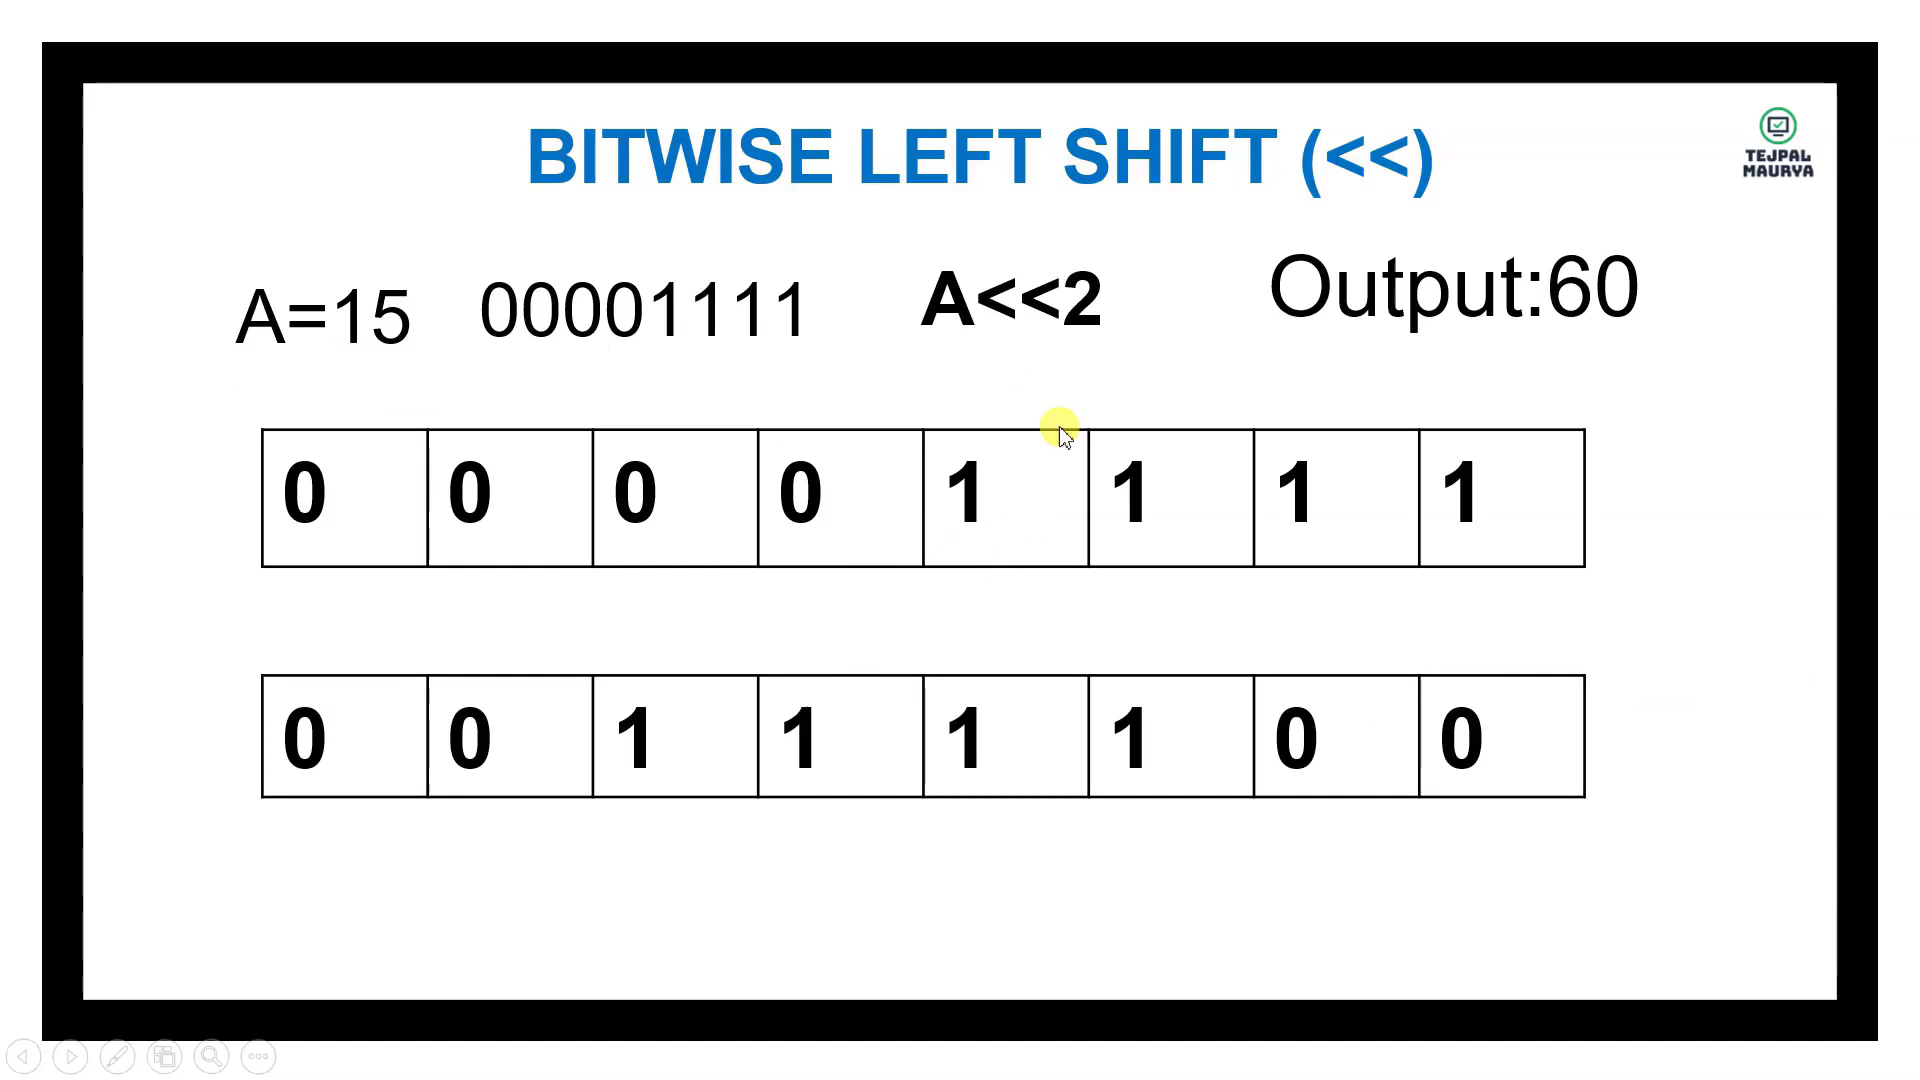 BITWISE LEFT SHIFT (<<)
TEJPAL
MAURYA
A=15 00001111 A<<2 Output:60
0 0 0 0 1 1 1 1
0 0 1 1 1 1 0 0